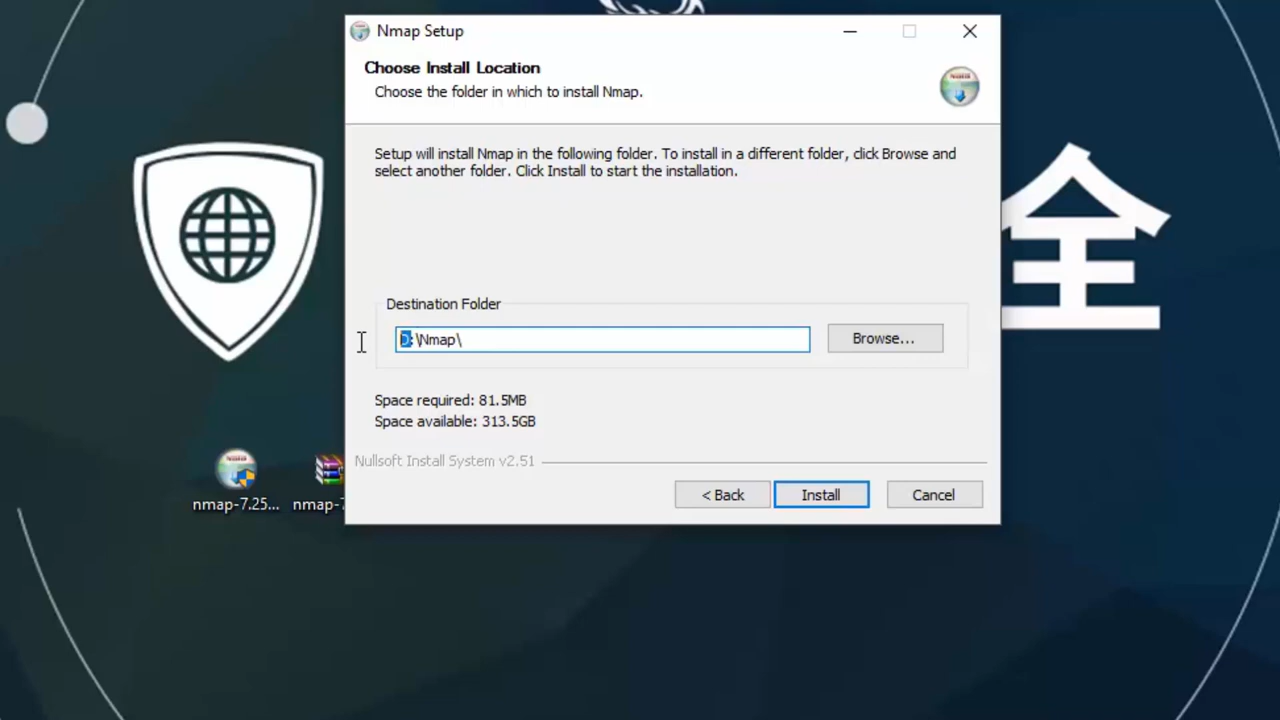 Nmap Setup
Choose Install Location
Choose the folder in which to install Nmap.
Setup will install Nmap in the following folder. To install in a different folder, click Browse and
select another folder. Click Install to start the installation.
全
Destination Folder
D:\Nmap\
Browse...
Space required: 81.5MB
Space available: 313.5GB
Nullsoft Install System v2.51
< Back
Install
Cancel
nmap-7.25...
nmap-7